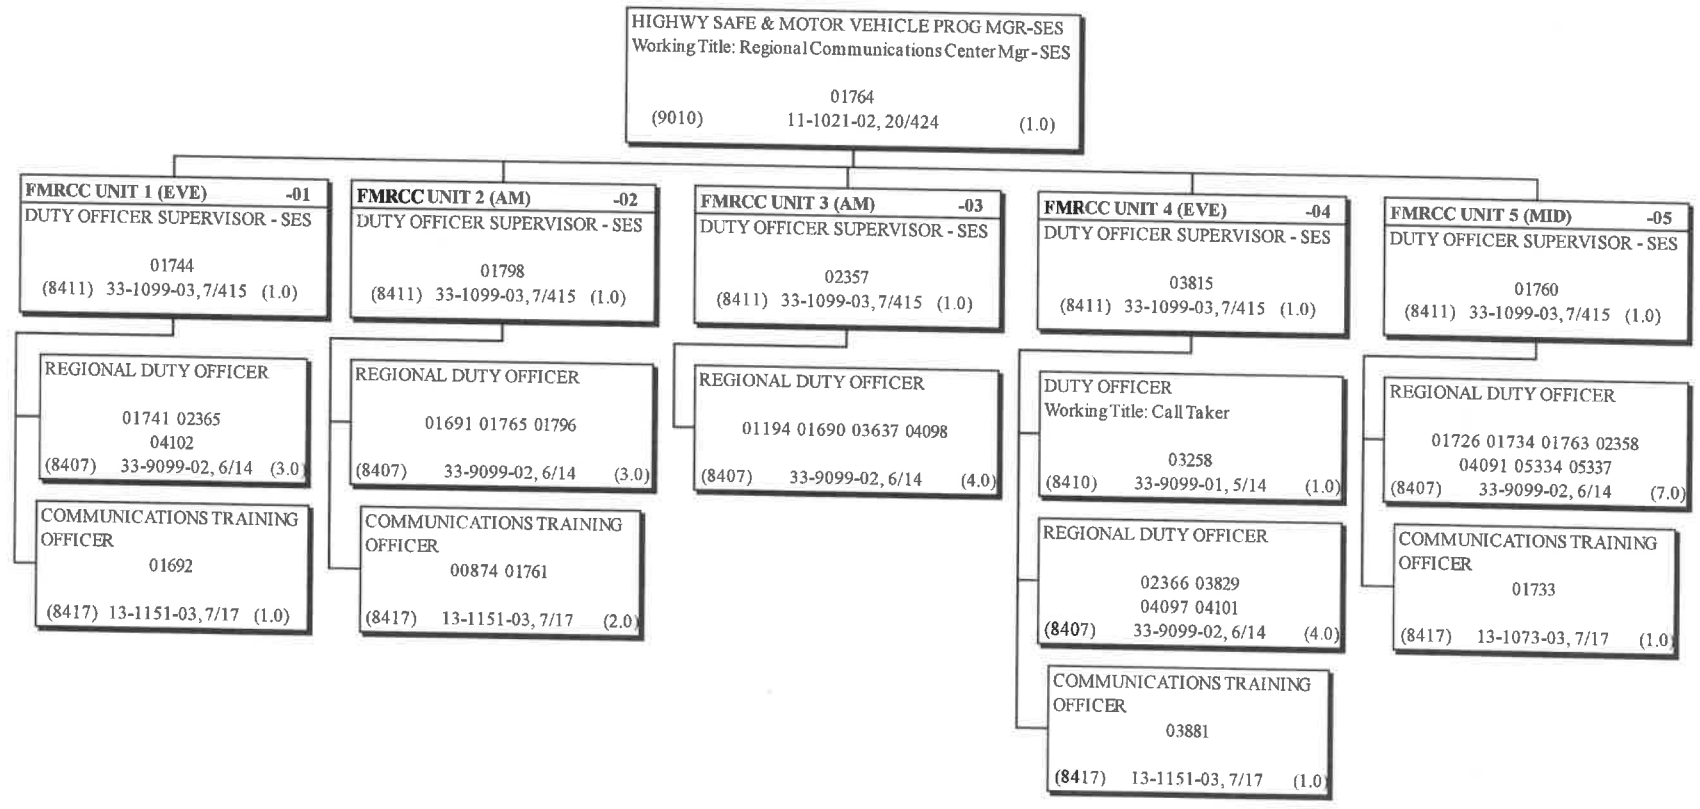 HIGHWY SAFE & MOTOR VEHICLE PROG MGR-SES
Working Title: Regional Communications Center Mgr - SES
01764
(9010) 11-1021-02, 20/424 (1.0)
FMRCC UNIT 1 (EVE) -01
DUTY OFFICER SUPERVISOR - SES
01744
(8411) 33-1099-03, 7/415 (1.0)
REGIONAL DUTY OFFICER
01741 02365
04102
(8407) 33-9099-02, 6/14 (3.0)
COMMUNICATIONS TRAINING
OFFICER
01692
(8417) 13-1151-03, 7/17 (1.0)
FMRCC UNIT 2 (AM) -02
DUTY OFFICER SUPERVISOR - SES
01798
(8411) 33-1099-03, 7/415 (1.0)
REGIONAL DUTY OFFICER
01691 01765 01796
(8407) 33-9099-02, 6/14 (3.0)
COMMUNICATIONS TRAINING
OFFICER
00874 01761
(8417) 13-1151-03, 7/17 (2.0)
FMRCC UNIT 3 (AM) -03
DUTY OFFICER SUPERVISOR - SES
02357
(8411) 33-1099-03, 7/415 (1.0)
REGIONAL DUTY OFFICER
01194 01690 03637 04098
(8407) 33-9099-02, 6/14 (4.0)
FMRCC UNIT 4 (EVE) -04
DUTY OFFICER SUPERVISOR - SES
03815
(8411) 33-1099-03, 7/415 (1.0)
DUTY OFFICER
Working Title: Call Taker
03258
(8410) 33-9099-01, 5/14 (1.0)
REGIONAL DUTY OFFICER
02366 03829
04097 04101
(8407) 33-9099-02, 6/14 (4.0)
COMMUNICATIONS TRAINING
OFFICER
03881
(8417) 13-1151-03, 7/17 (1.0)
FMRCC UNIT 5 (MID) -05
DUTY OFFICER SUPERVISOR - SES
01760
(8411) 33-1099-03, 7/415 (1.0)
REGIONAL DUTY OFFICER
01726 01734 01763 02358
04091 05334 05337
(8407) 33-9099-02, 6/14 (7.0)
COMMUNICATIONS TRAINING
OFFICER
01733
(8417) 13-1073-03, 7/17 (1.0)